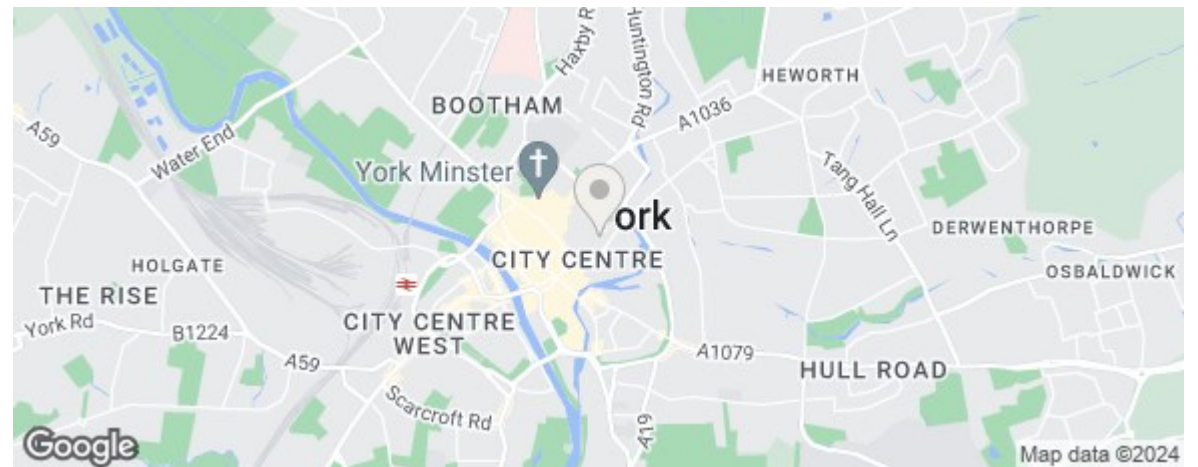 Haxby R
Huntington Rd
HEWORTH
BOOTHAM
A1036
A59
Water End
York Minster
Tang Hall Ln
ork
DERWENTHORPE
CITY CENTRE
HOLGATE
OSBALDWICK
THE RISE
York Rd
B1224
CITY CENTRE
WEST
A59
A1079
HULL ROAD
Scarcroft Rd
A19
Google
Map data ©2024